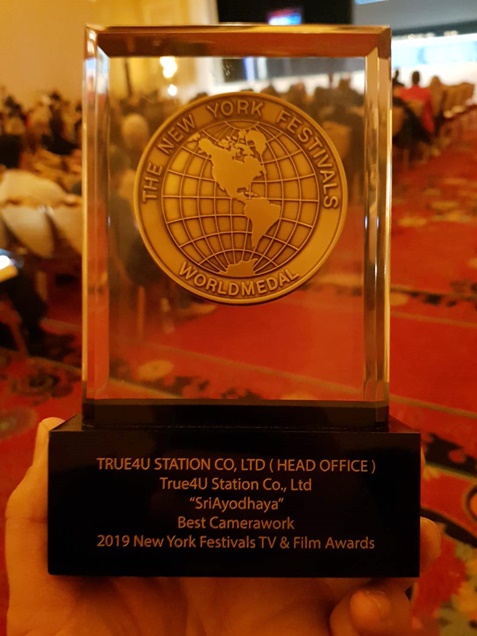 THE NEW YORK FESTIVALS
WORLDMEDAL
TRUE4U STATION CO, LTD ( HEAD OFFICE )
True4U Station Co., Ltd
"SriAyodhaya"
Best Camerawork
2019 New York Festivals TV & Film Awards